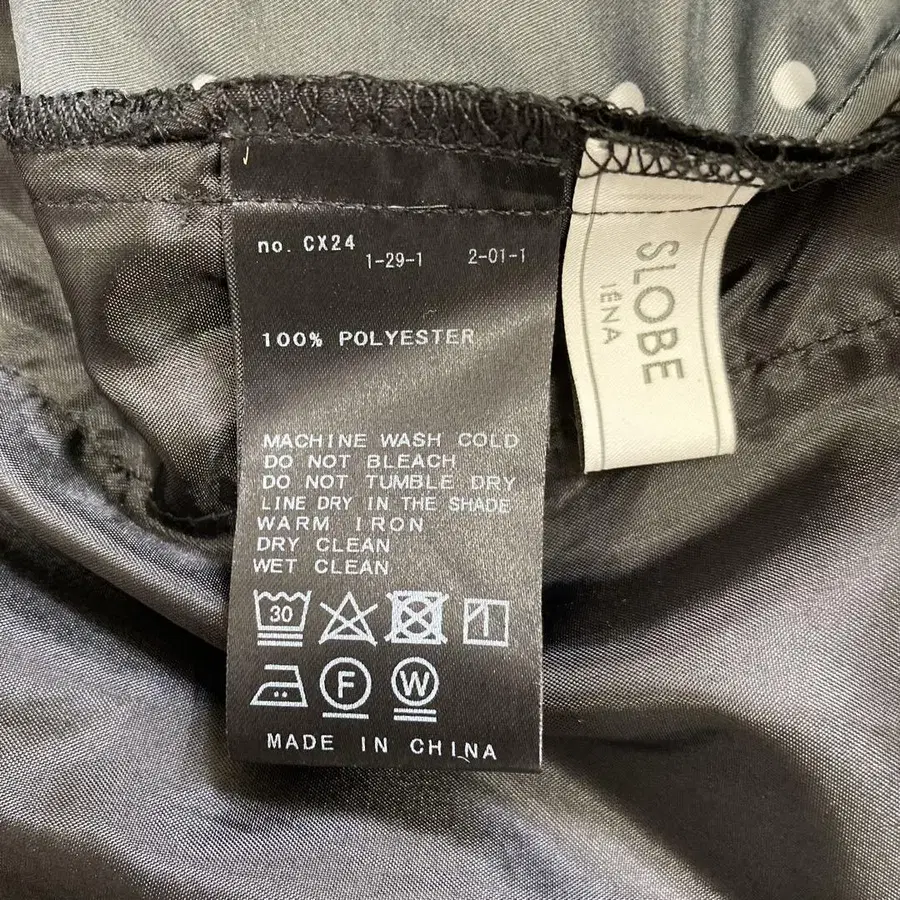 no. CX24
1-29-1 2-01-1
100% POLYESTER
MACHINE WASH COLD
DO NOT BLEACH
DO NOT TUMBLE DRY
LINE DRY IN THE SHADE
WARM IRON
DRY CLEAN
WET CLEAN
30
F W
MADE IN CHINA
SLOBE
IÉNA